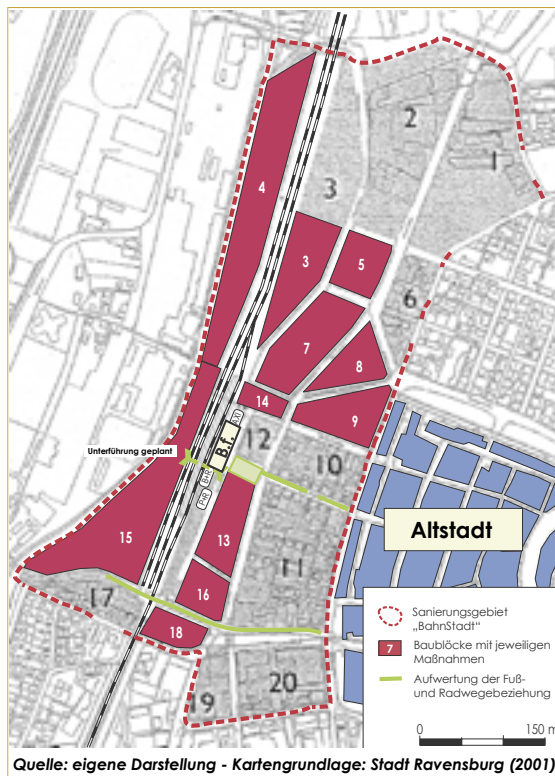 2
1
4
3
3
5
6
7
8
14
9
TAXI
B.f.
12
10
Unterführung geplant
B+R
P+R
Altstadt
15
13
11
16
17
18
19
20
Sanierungsgebiet
„BahnStadt"
7
Baublöcke mit jeweiligen
Maßnahmen
Aufwertung der Fuß-
und Radwegebeziehung
0
150 m
Quelle: eigene Darstellung - Kartengrundlage: Stadt Ravensburg (2001)